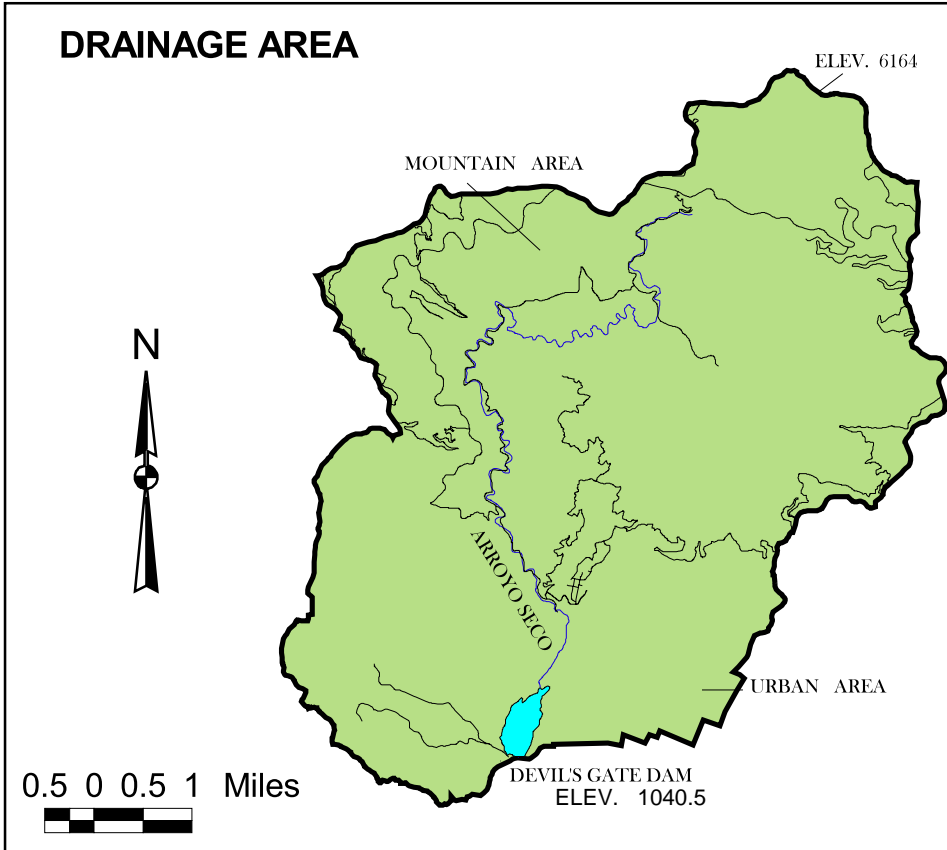 DRAINAGE AREA
ELEV. 6164
MOUNTAIN AREA
N
ARROYO SECO
URBAN AREA
DEVIL'S GATE DAM
ELEV. 1040.5
0.5 0 0.5 1 Miles